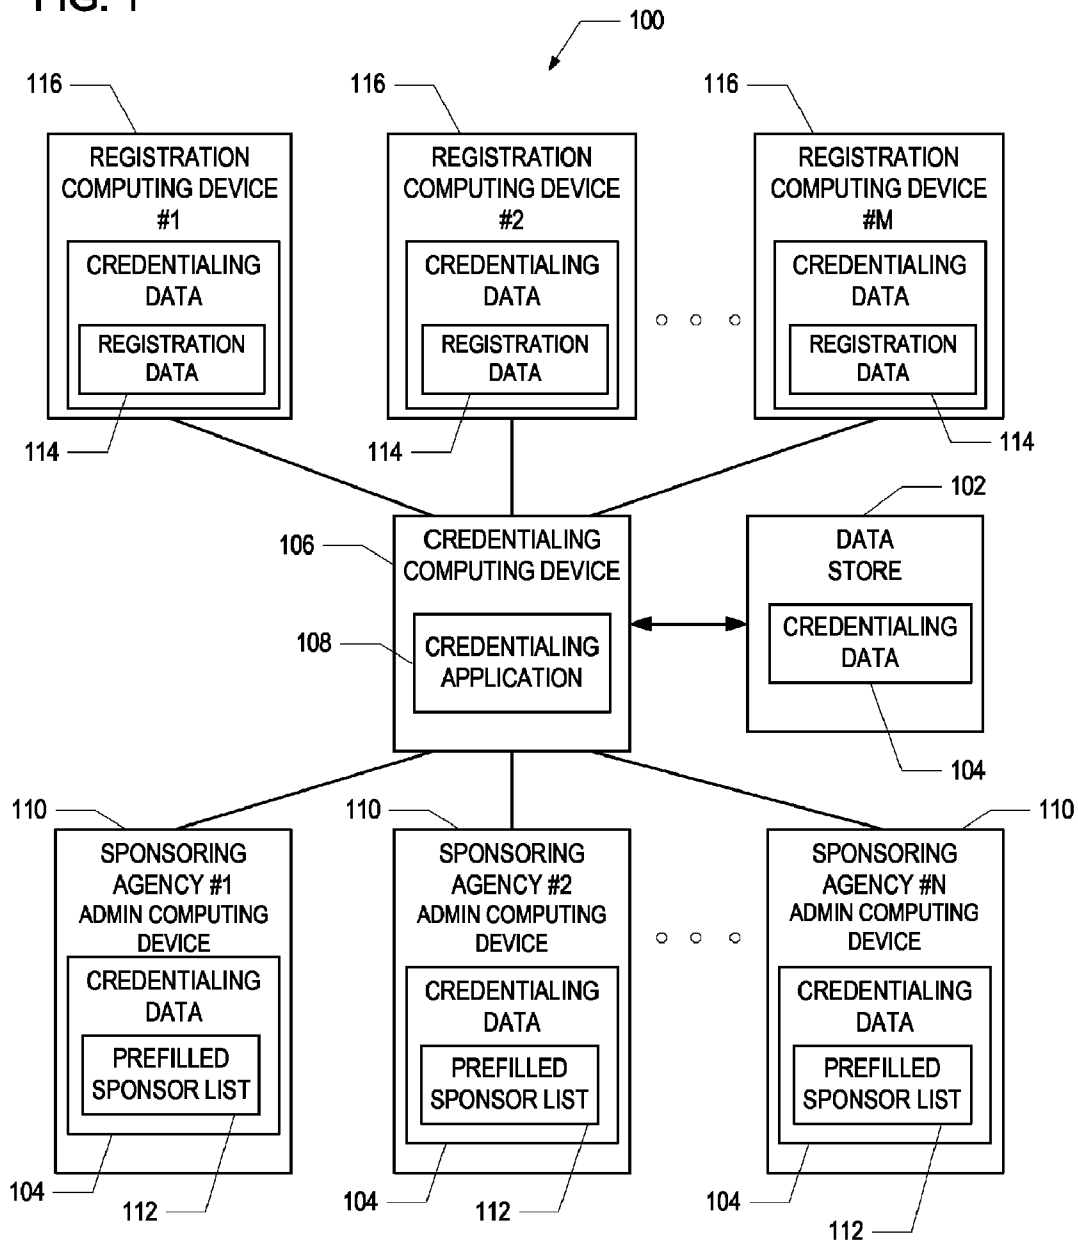 FIG. 1
100
116
116
116
REGISTRATION
COMPUTING DEVICE
#1
CREDENTIALING
DATA
REGISTRATION
DATA
114
REGISTRATION
COMPUTING DEVICE
#2
CREDENTIALING
DATA
REGISTRATION
DATA
114
REGISTRATION
COMPUTING DEVICE
#M
CREDENTIALING
DATA
REGISTRATION
DATA
114
106
CREDENTIALING
COMPUTING DEVICE
108
CREDENTIALING
APPLICATION
102
DATA
STORE
CREDENTIALING
DATA
104
110
SPONSORING
AGENCY #1
ADMIN COMPUTING
DEVICE
CREDENTIALING
DATA
PREFILLED
SPONSOR LIST
104
112
110
SPONSORING
AGENCY #2
ADMIN COMPUTING
DEVICE
CREDENTIALING
DATA
PREFILLED
SPONSOR LIST
104
112
110
SPONSORING
AGENCY #N
ADMIN COMPUTING
DEVICE
CREDENTIALING
DATA
PREFILLED
SPONSOR LIST
104
112